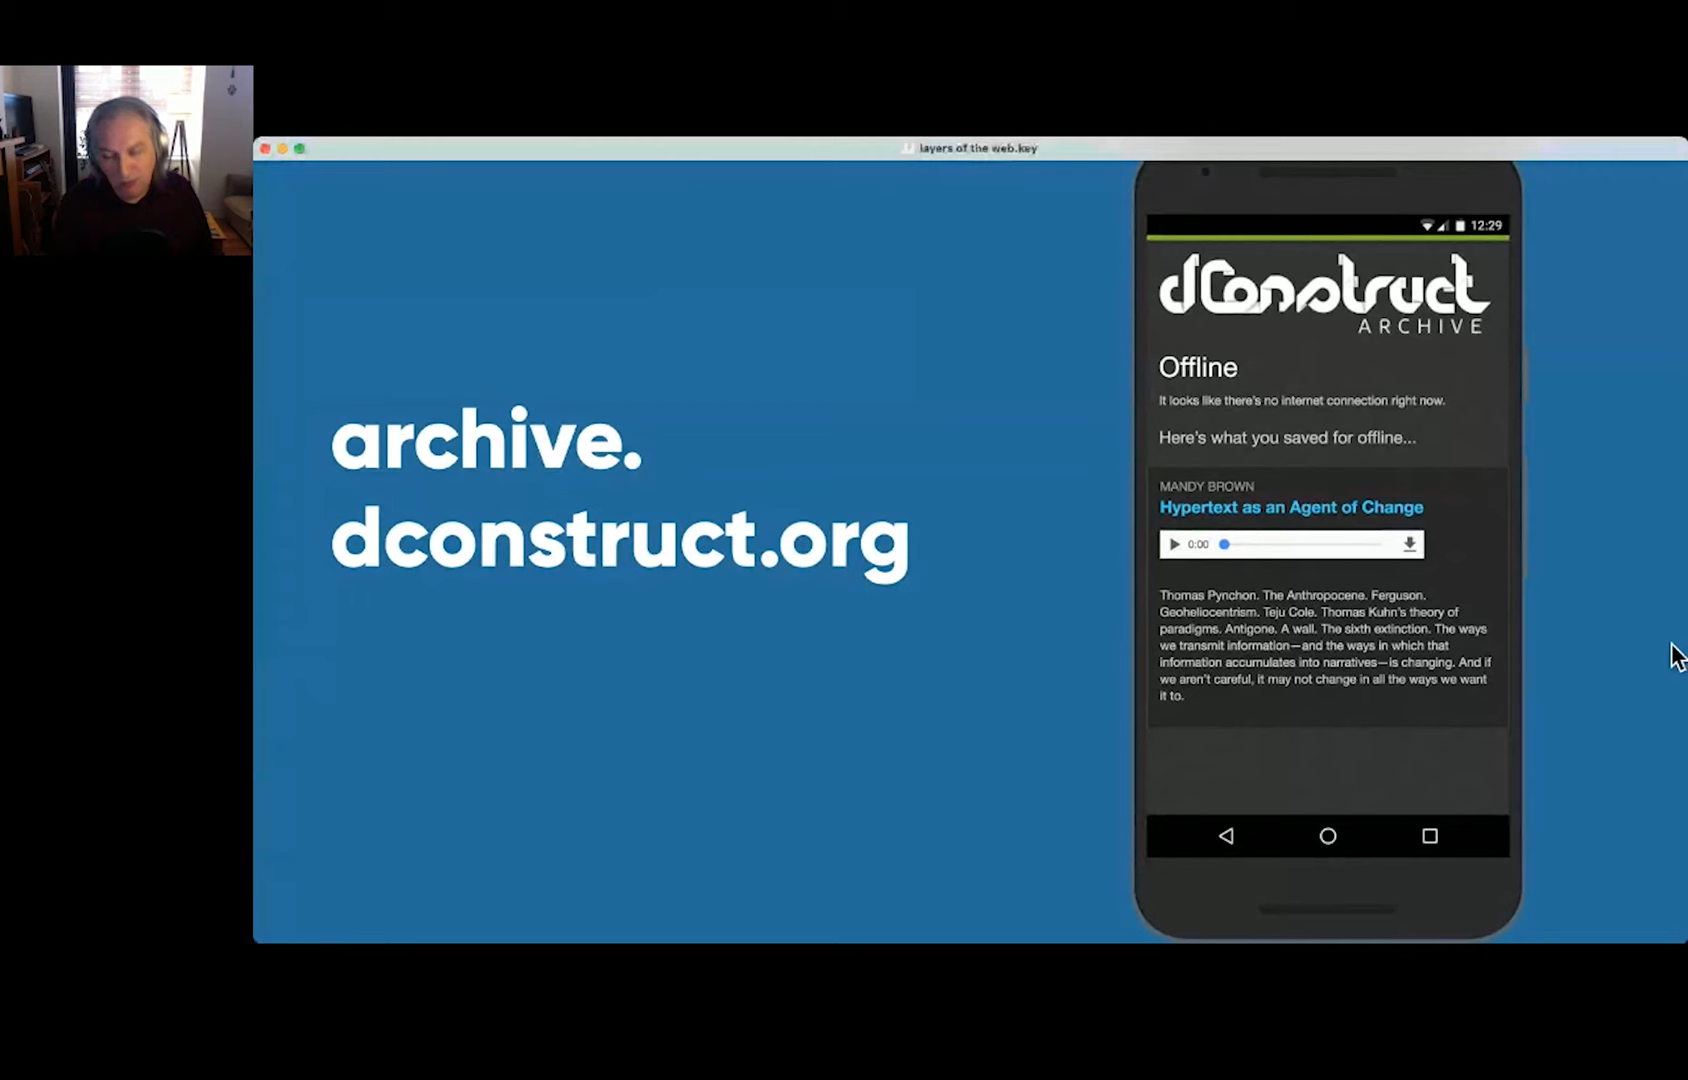 layers of the web.key
archive.
dconstruct.org
12:29
dConstruct
ARCHIVE
Offline
It looks like there's no internet connection right now.
Here's what you saved for offline...
MANDY BROWN
Hypertext as an Agent of Change
0:00
Thomas Pynchon. The Anthropocene. Ferguson.
Geoheliocentrism. Teju Cole. Thomas Kuhn's theory of
paradigms. Antigone. A wall. The sixth extinction. The ways
we transmit information—and the ways in which that
information accumulates into narratives—is changing. And if
we aren't careful, it may not change in all the ways we want
it to.